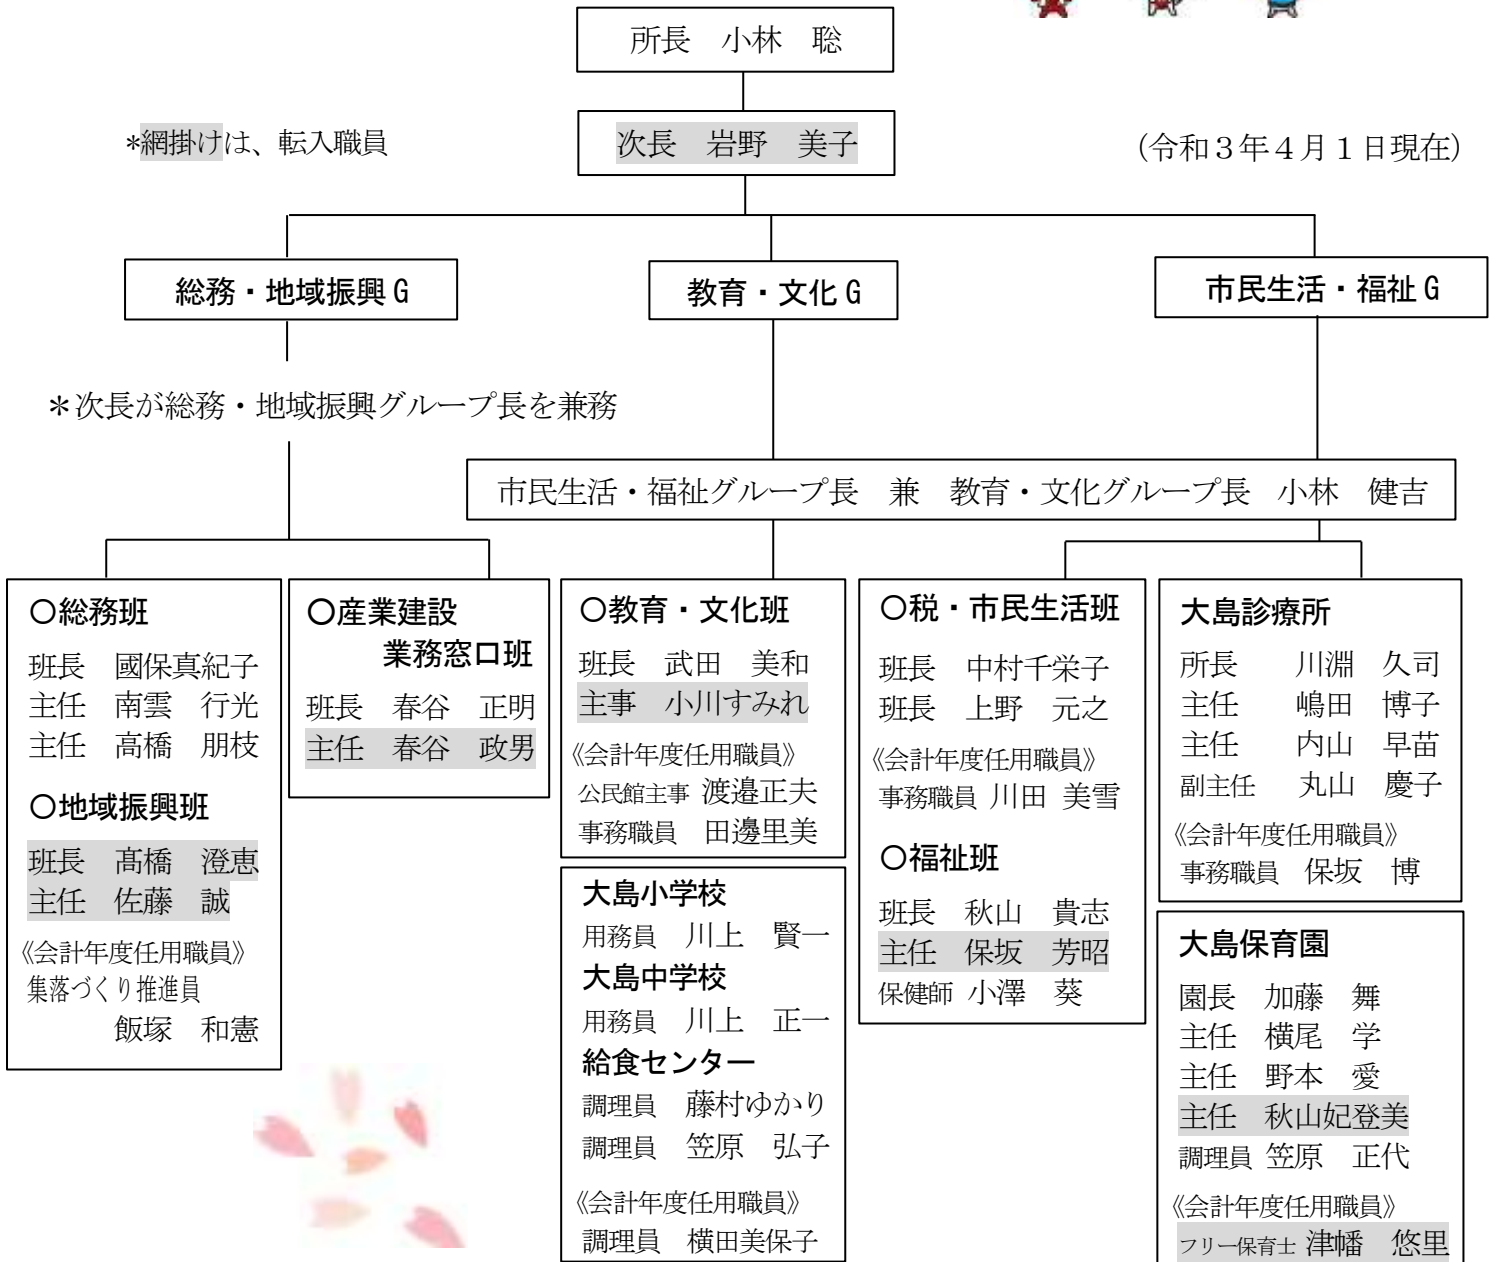 所長 小林 聡
*網掛けは、転入職員
次長 岩野 美子
(令和3年4月1日現在)
総務・地域振興G
教育・文化G
市民生活・福祉G
*次長が総務・地域振興グループ長を兼務
市民生活・福祉グループ長 兼 教育・文化グループ長 小林 健吉
○総務班
班長 國保真紀子
主任 南雲 行光
主任 高橋 朋枝
○地域振興班
班長 髙橋 澄恵
主任 佐藤 誠
《会計年度任用職員》
集落づくり推進員
飯塚 和憲
○産業建設
業務窓口班
班長 春谷 正明
主任 春谷 政男
○教育・文化班
班長 武田 美和
主事 小川すみれ
《会計年度任用職員》
公民館主事 渡邉正夫
事務職員 田邊里美
大島小学校
用務員 川上 賢一
大島中学校
用務員 川上 正一
給食センター
調理員 藤村ゆかり
調理員 笠原 弘子
《会計年度任用職員》
調理員 横田美保子
○税・市民生活班
班長 中村千栄子
班長 上野 元之
《会計年度任用職員》
事務職員 川田 美雪
○福祉班
班長 秋山 貴志
主任 保坂 芳昭
保健師 小澤 葵
大島診療所
所長 川淵 久司
主任 嶋田 博子
主任 内山 早苗
副主任 丸山 慶子
《会計年度任用職員》
事務職員 保坂 博
大島保育園
園長 加藤 舞
主任 横尾 学
主任 野本 愛
主任 秋山妃登美
調理員 笠原 正代
《会計年度任用職員》
フリー保育士 津幡 悠里